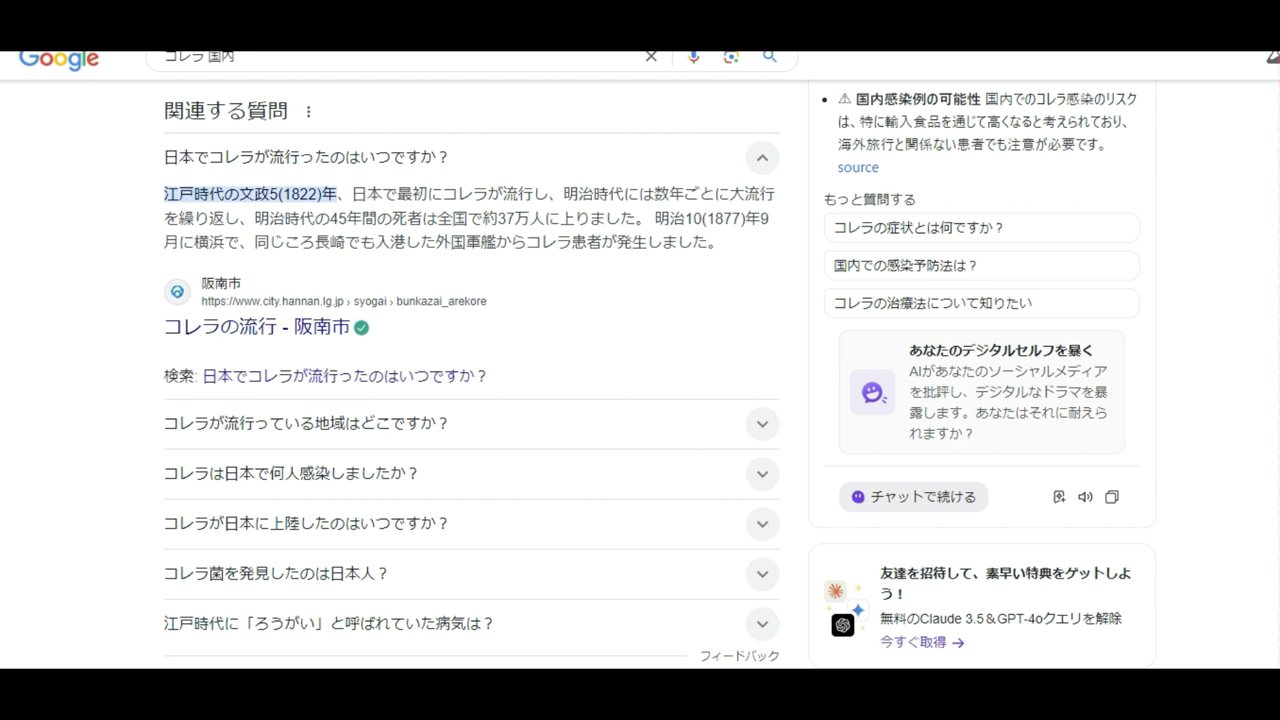 Google
コレラ 国内
関連する質問
日本でコレラが流行ったのはいつですか？
江戸時代の文政5(1822)年、日本で最初にコレラが流行し、明治時代には数年ごとに大流行
を繰り返し、明治時代の45年間の死者は全国で約37万人に上りました。 明治10(1877)年9
月に横浜で、同じころ長崎でも入港した外国軍艦からコレラ患者が発生しました。
阪南市
https://www.city.hannan.lg.jp › syogai › bunkazai_arekore
コレラの流行 - 阪南市
検索: 日本でコレラが流行ったのはいつですか？
コレラが流行っている地域はどこですか？
コレラは日本で何人感染しましたか？
コレラが日本に上陸したのはいつですか？
コレラ菌を発見したのは日本人？
江戸時代に「ろうがい」と呼ばれていた病気は？
フィードバック
• ⚠ 国内感染例の可能性 国内でのコレラ感染のリスク
は、特に輸入食品を通じて高くなると考えられており、
海外旅行と関係ない患者でも注意が必要です。
source
もっと質問する
コレラの症状とは何ですか？
国内での感染予防法は？
コレラの治療法について知りたい
あなたのデジタルセルフを暴く
AIがあなたのソーシャルメディア
を批評し、デジタルなドラマを暴
露します。あなたはそれに耐えら
れますか？
チャットで続ける
友達を招待して、素早い特典をゲットしよ
う！
無料のClaude 3.5＆GPT-4oクエリを解除
今すぐ取得 →